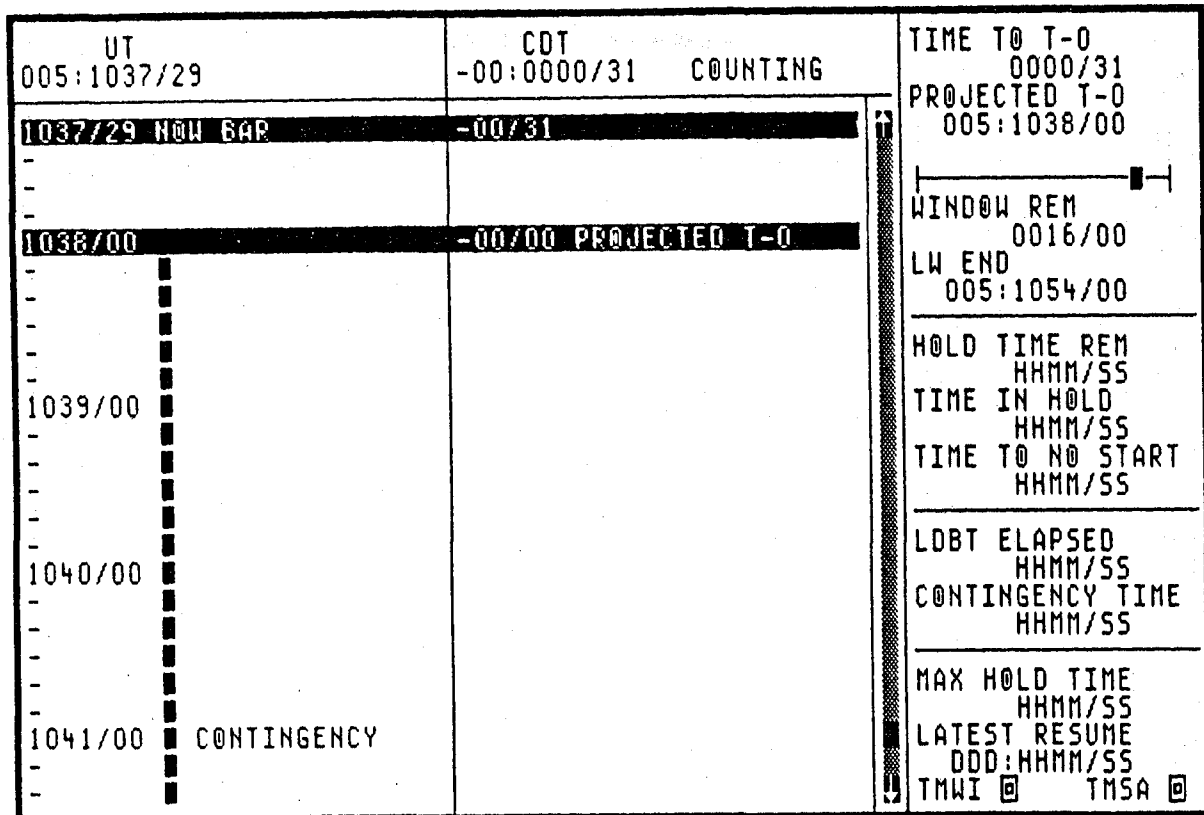 UT
005:1037/29
CDT
-00:0000/31 COUNTING
1037/29 NOW BAR -00/31
1038/00 -00/00 PROJECTED T-0
1039/00
1040/00
1041/00 CONTINGENCY
TIME TO T-0
0000/31
PROJECTED T-0
005:1038/00
WINDOW REM
0016/00
LW END
005:1054/00
HOLD TIME REM
HHMM/SS
TIME IN HOLD
HHMM/SS
TIME TO NO START
HHMM/SS
LDBT ELAPSED
HHMM/SS
CONTINGENCY TIME
HHMM/SS
MAX HOLD TIME
HHMM/SS
LATEST RESUME
DDD:HHMM/SS
TMWI TMSA